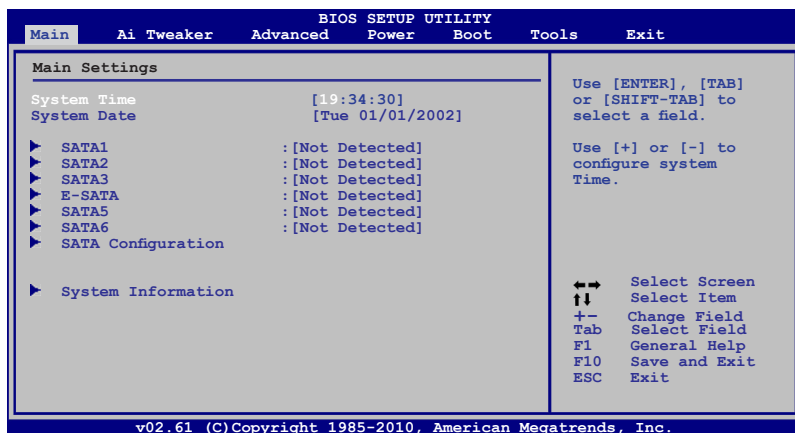 BIOS SETUP UTILITY
Main Ai Tweaker Advanced Power Boot Tools Exit
Main Settings
System Time [19:34:30]
System Date [Tue 01/01/2002]
SATA1 :[Not Detected]
SATA2 :[Not Detected]
SATA3 :[Not Detected]
E-SATA :[Not Detected]
SATA5 :[Not Detected]
SATA6 :[Not Detected]
SATA Configuration
System Information
Use [ENTER], [TAB]
or [SHIFT-TAB] to
select a field.
Use [+] or [-] to
configure system
Time.
←→ Select Screen
↑↓ Select Item
+- Change Field
Tab Select Field
F1 General Help
F10 Save and Exit
ESC Exit
v02.61 (C)Copyright 1985-2010, American Megatrends, Inc.